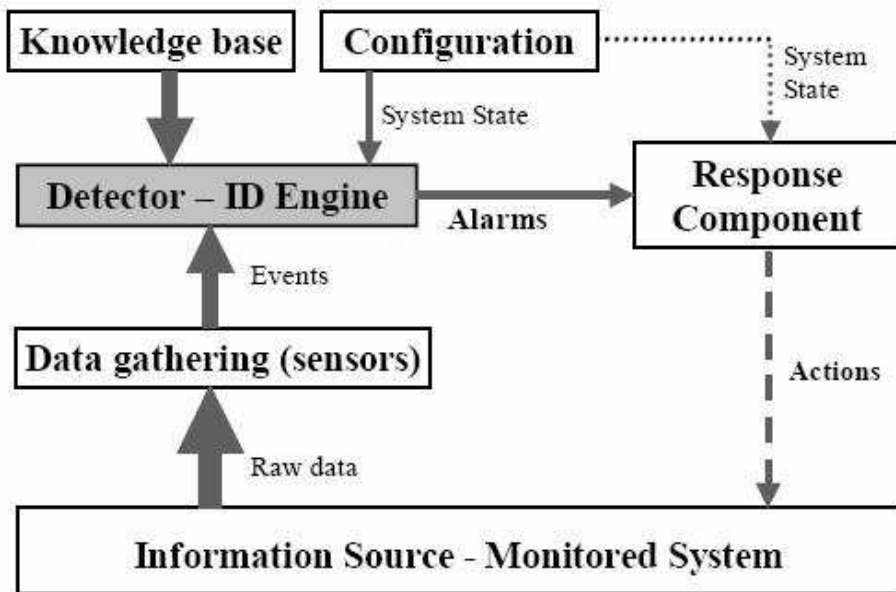 Knowledge base
Configuration
System
State
System State
Detector – ID Engine
Alarms
Response
Component
Events
Data gathering (sensors)
Actions
Raw data
Information Source - Monitored System